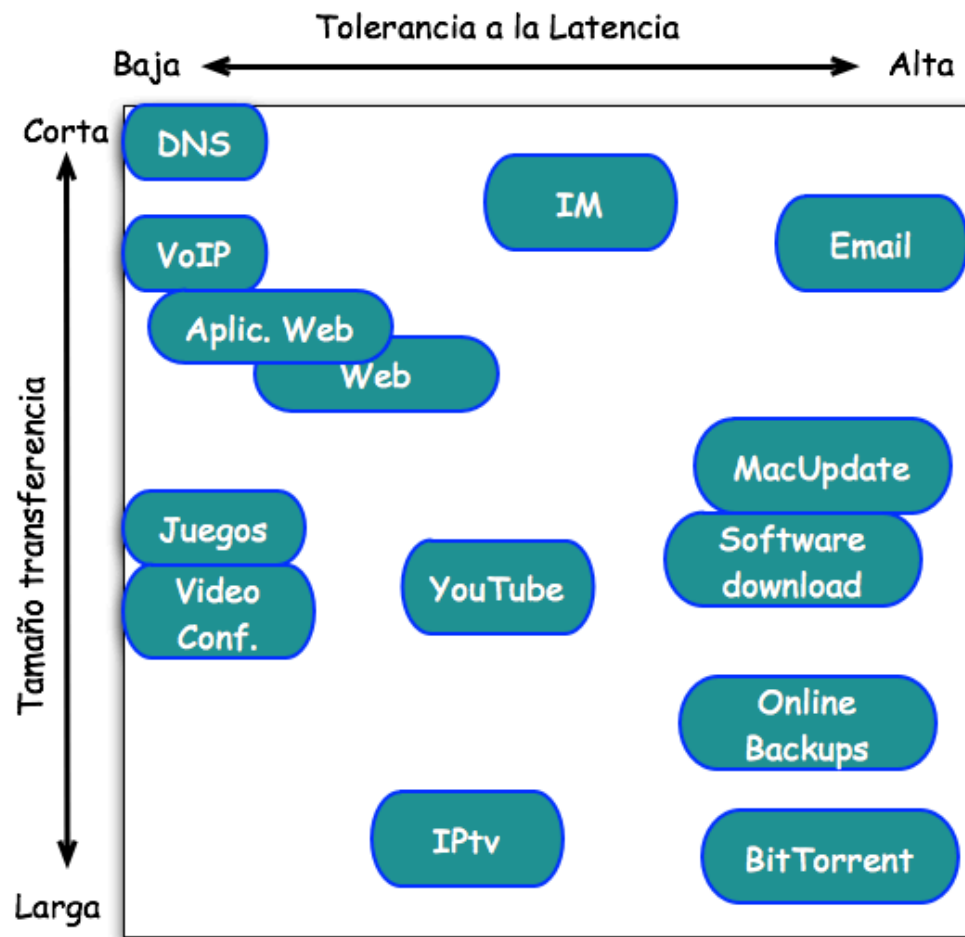 Tolerancia a la Latencia
Baja
Alta
Corta
DNS
IM
Email
VoIP
Aplic. Web
Web
Tamaño transferencia
MacUpdate
Juegos
Software
download
YouTube
Video
Conf.
Online
Backups
IPtv
BitTorrent
Larga